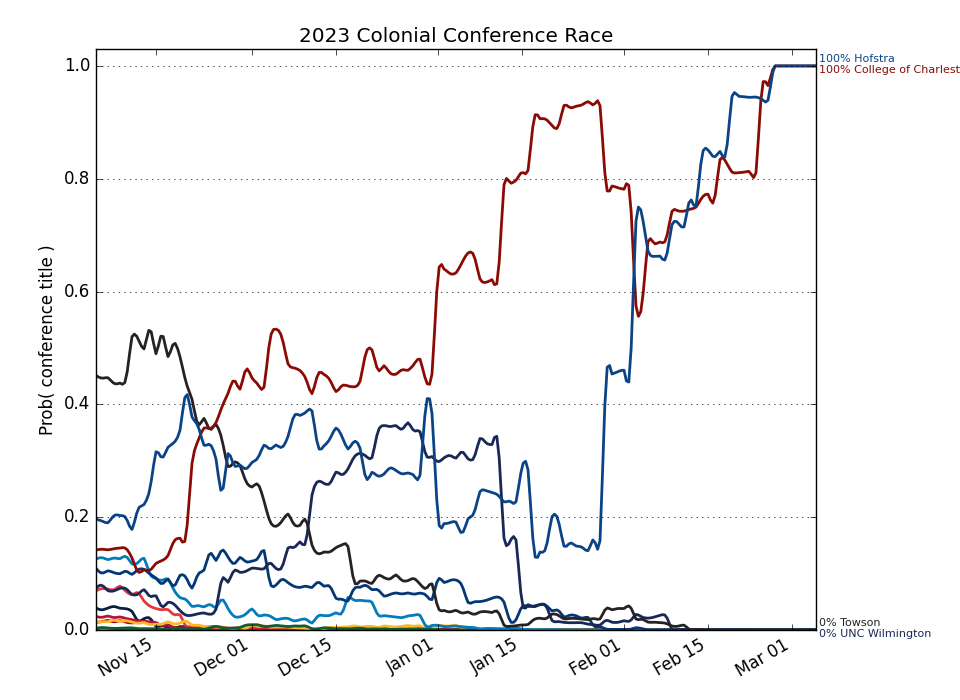 2023 Colonial Conference Race
Prob( conference title )
1.0
0.8
0.6
0.4
0.2
0.0
Nov 15
Dec 01
Dec 15
Jan 01
Jan 15
Feb 01
Feb 15
Mar 01
100% Hofstra
100% College of Charlest
0% Towson
0% UNC Wilmington